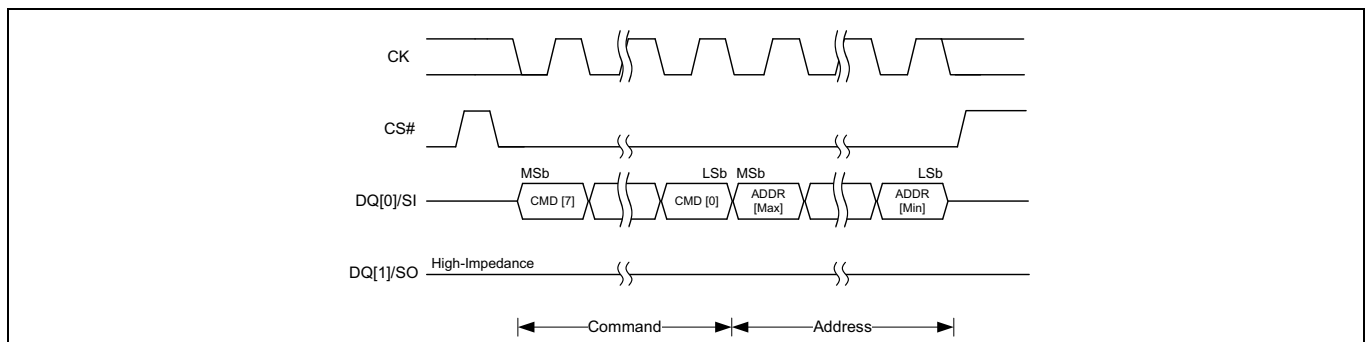 CK
CS#
MSb LSb MSb LSb
DQ[0]/SI CMD [7] CMD [0] ADDR [Max] ADDR [Min]
High-Impedance
DQ[1]/SO
Command Address